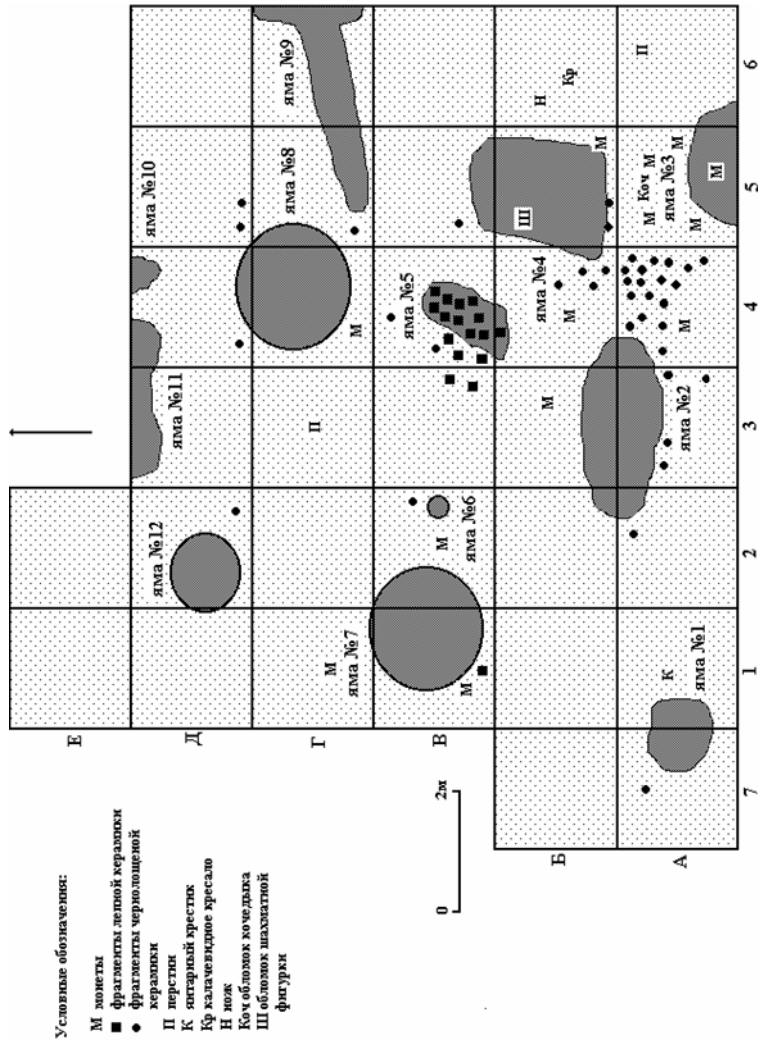 Условные обозначения:
М монеты
фрагменты лепной керамики
фрагменты чернолощеной
керамики
П перстни
К янтарный крестик
Кр калачевидное кресало
Н нож
Коч обломок кочедыка
Ш обломок шахматной
фигурки
0 2м
Е
Д
Г
В
Б
А
7 1 2 3 4 5 6
яма №12
яма №11
яма №10
яма №7
М
П
М
яма №8
яма №9
М
М
яма №6
яма №5
М
М
яма №4
Ш
М
Н
Кр
К
яма №1
яма №2
М
М
М
Коч
М
яма №3
М
М
П